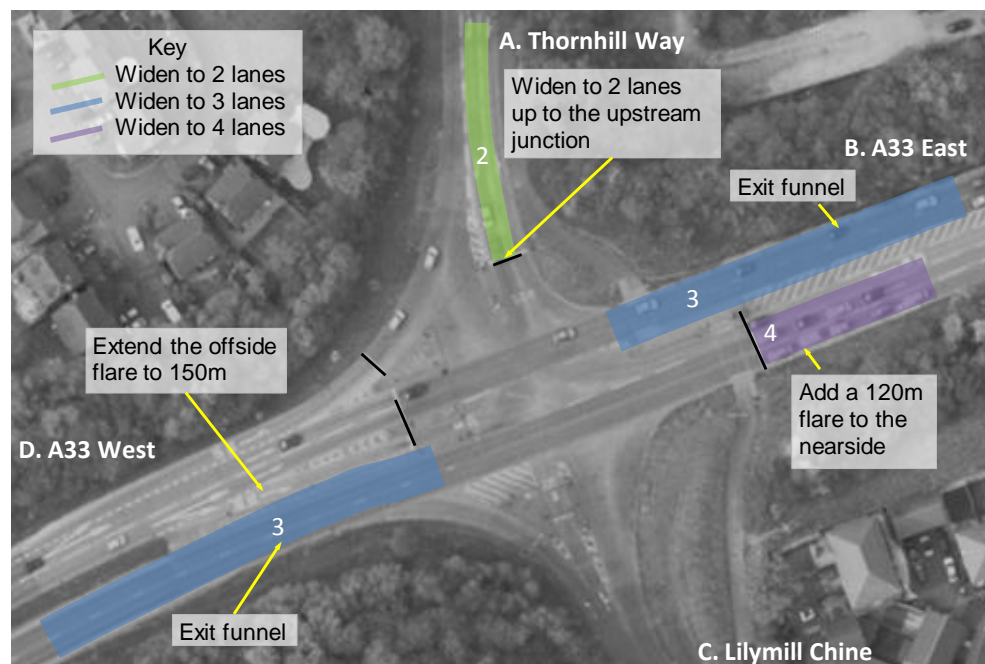 Key
Widen to 2 lanes
Widen to 3 lanes
Widen to 4 lanes
A. Thornhill Way
Widen to 2 lanes
up to the upstream
junction
B. A33 East
Exit funnel
2
3
4
Extend the offside
flare to 150m
Add a 120m
flare to the
nearside
D. A33 West
3
Exit funnel
C. Lilymill Chine